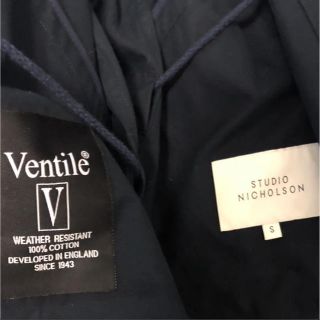 Ventile®
V
WEATHER RESISTANT
100% COTTON
DEVELOPED IN ENGLAND
SINCE 1943
STUDIO
NICHOLSON
S